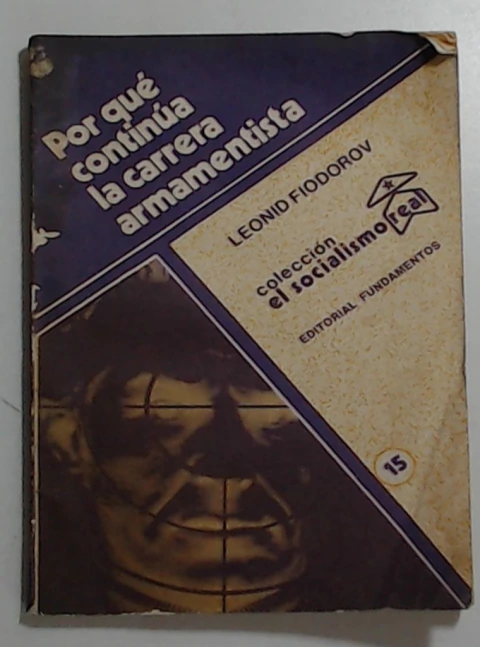 Por qué
continúa
la carrera
armamentista
LEONID FIODOROV
colección
el socialismo real
EDITORIAL FUNDAMENTOS
15